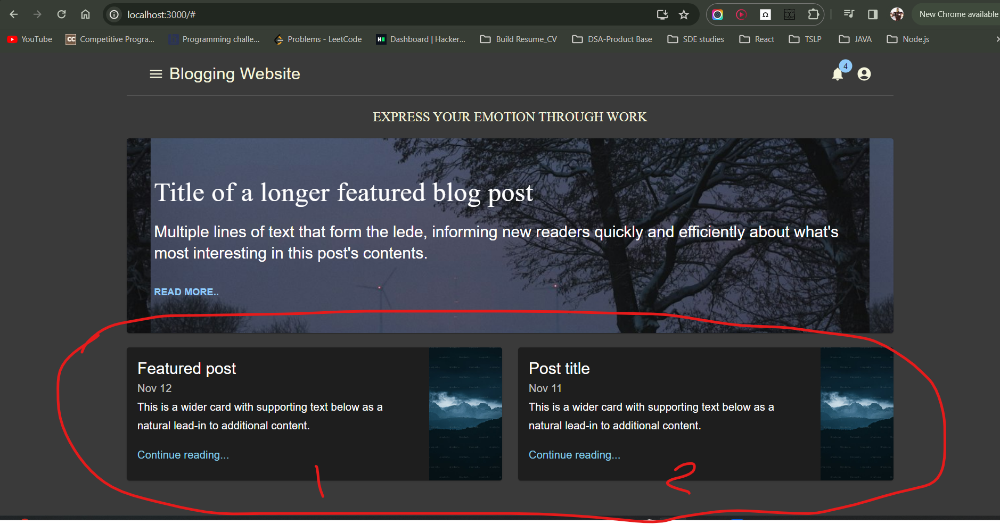 localhost:3000/#
New Chrome available
YouTube
CC Competitive Progra...
Programming challe...
Problems - LeetCode
H Dashboard | Hacker...
Build Resume_CV
DSA-Product Base
SDE studies
React
TSLP
JAVA
Node.js
Blogging Website
4
EXPRESS YOUR EMOTION THROUGH WORK
Title of a longer featured blog post
Multiple lines of text that form the lede, informing new readers quickly and efficiently about what's
most interesting in this post's contents.
READ MORE..
Featured post
Nov 12
This is a wider card with supporting text below as a
natural lead-in to additional content.
Continue reading...
1
Post title
Nov 11
This is a wider card with supporting text below as a
natural lead-in to additional content.
Continue reading...
2